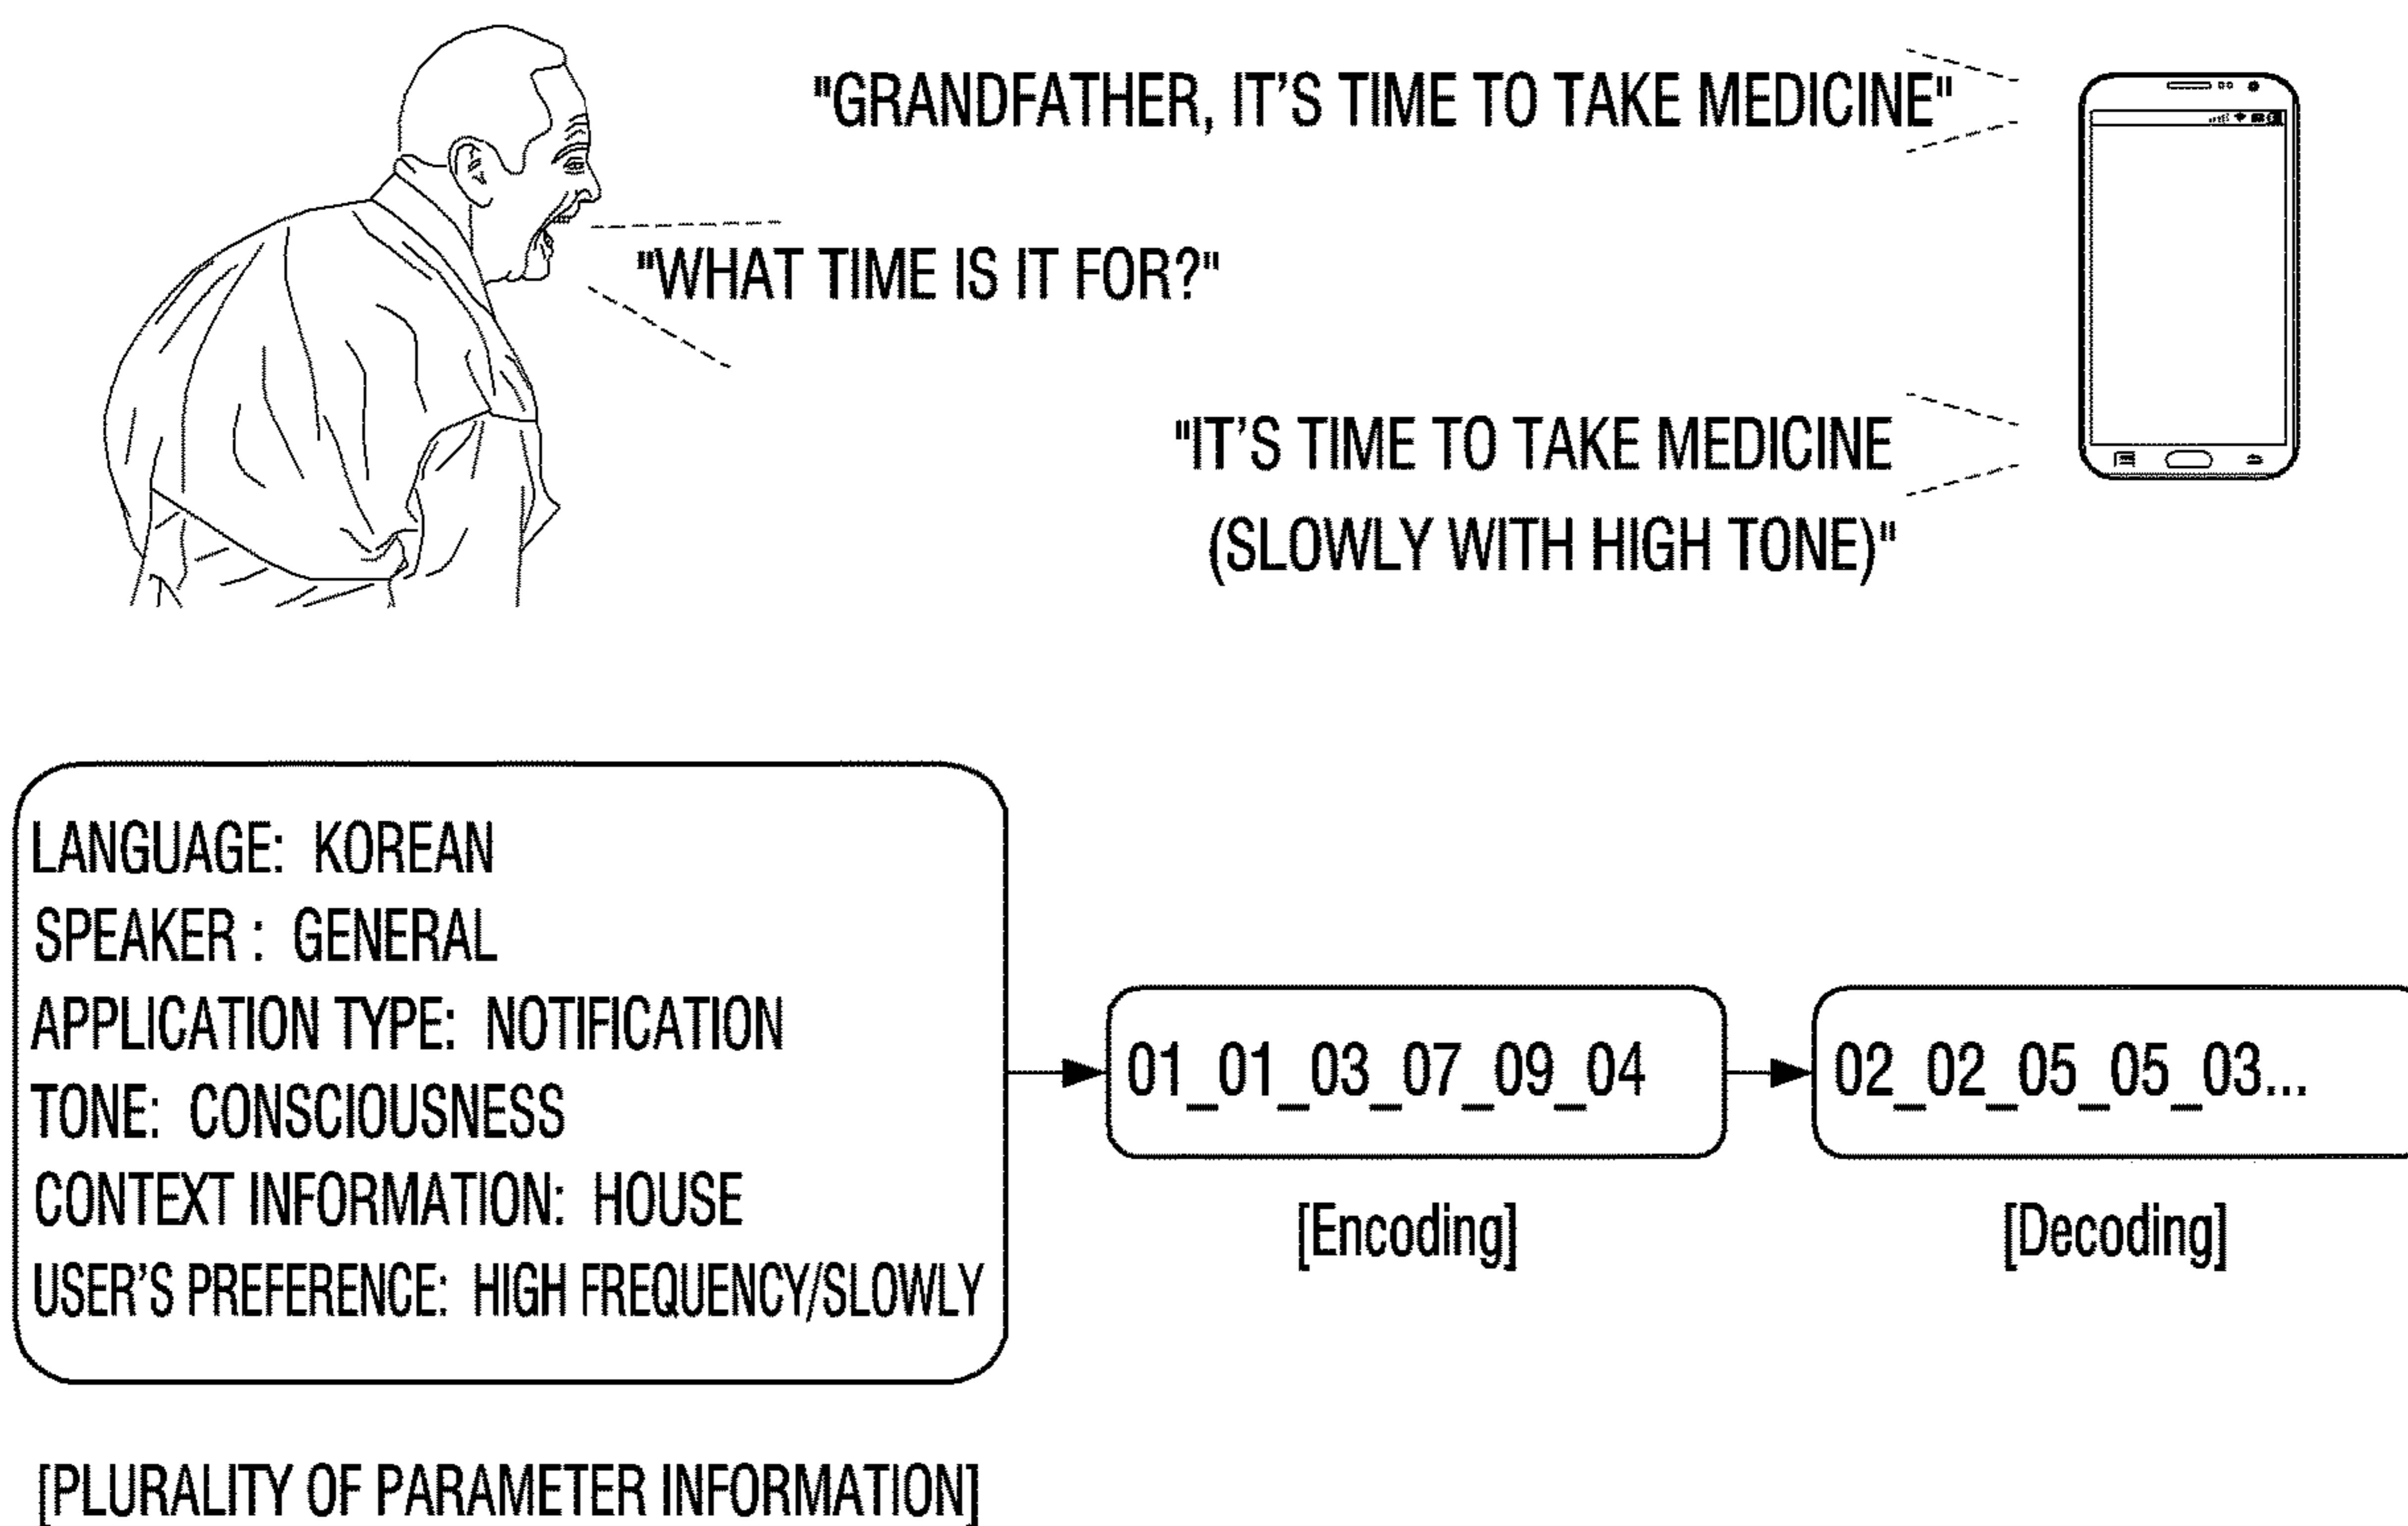 "GRANDFATHER, IT'S TIME TO TAKE MEDICINE"
"WHAT TIME IS IT FOR?"
"IT'S TIME TO TAKE MEDICINE
(SLOWLY WITH HIGH TONE)"
LANGUAGE: KOREAN
SPEAKER : GENERAL
APPLICATION TYPE: NOTIFICATION
TONE: CONSCIOUSNESS
CONTEXT INFORMATION: HOUSE
USER'S PREFERENCE: HIGH FREQUENCY/SLOWLY
[PLURALITY OF PARAMETER INFORMATION]
01_01_03_07_09_04
[Encoding]
02_02_05_05_03...
[Decoding]